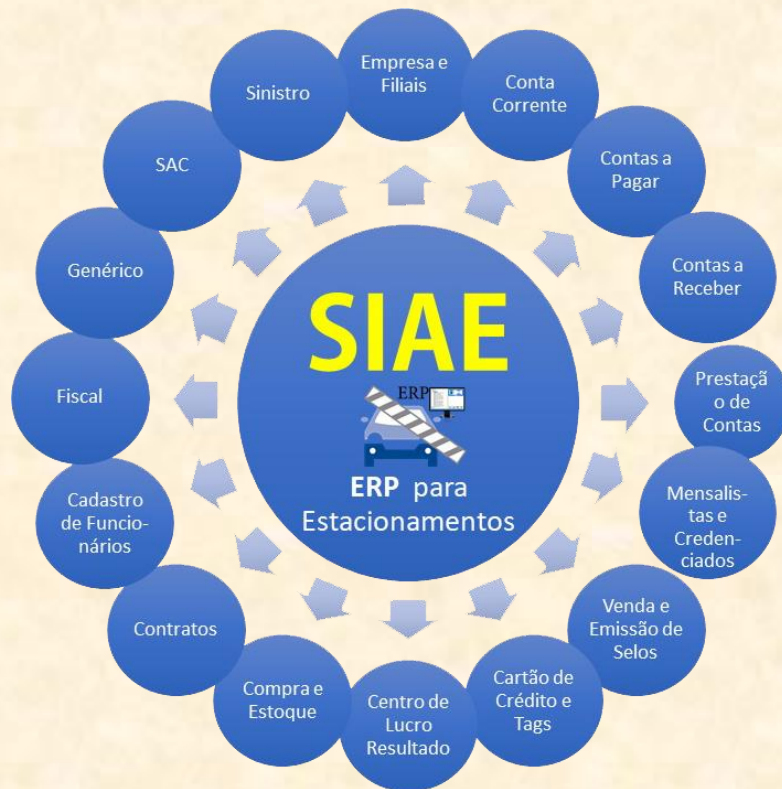 Empresa e
Filiais
Conta
Corrente
Contas a
Pagar
Contas a
Receber
Prestaçã
o de
Contas
Mensalis-
tas e
Creden-
ciados
Venda e
Emissão de
Selos
Cartão de
Crédito e
Tags
Centro de
Lucro
Resultado
Compra e
Estoque
Contratos
Cadastro
de Funcio-
nários
Fiscal
Genérico
SAC
Sinistro
SIAE
ERP
ERP para
Estacionamentos